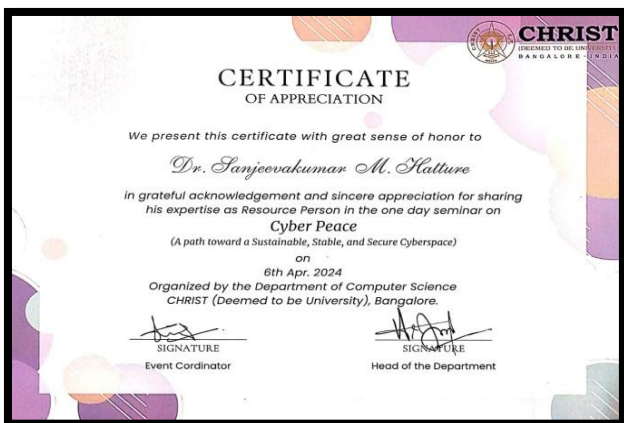 CHRIST
(DEEMED TO BE UNIVERSITY)
BANGALORE · INDIA
CERTIFICATE
OF APPRECIATION
We present this certificate with great sense of honor to
Dr. Sanjeevakumar M. Hatture
in grateful acknowledgement and sincere appreciation for sharing
his expertise as Resource Person in the one day seminar on
Cyber Peace
(A path toward a Sustainable, Stable, and Secure Cyberspace)
on
6th Apr. 2024
Organized by the Department of Computer Science
CHRIST (Deemed to be University), Bangalore.
SIGNATURE
Event Cordinator
SIGNATURE
Head of the Department